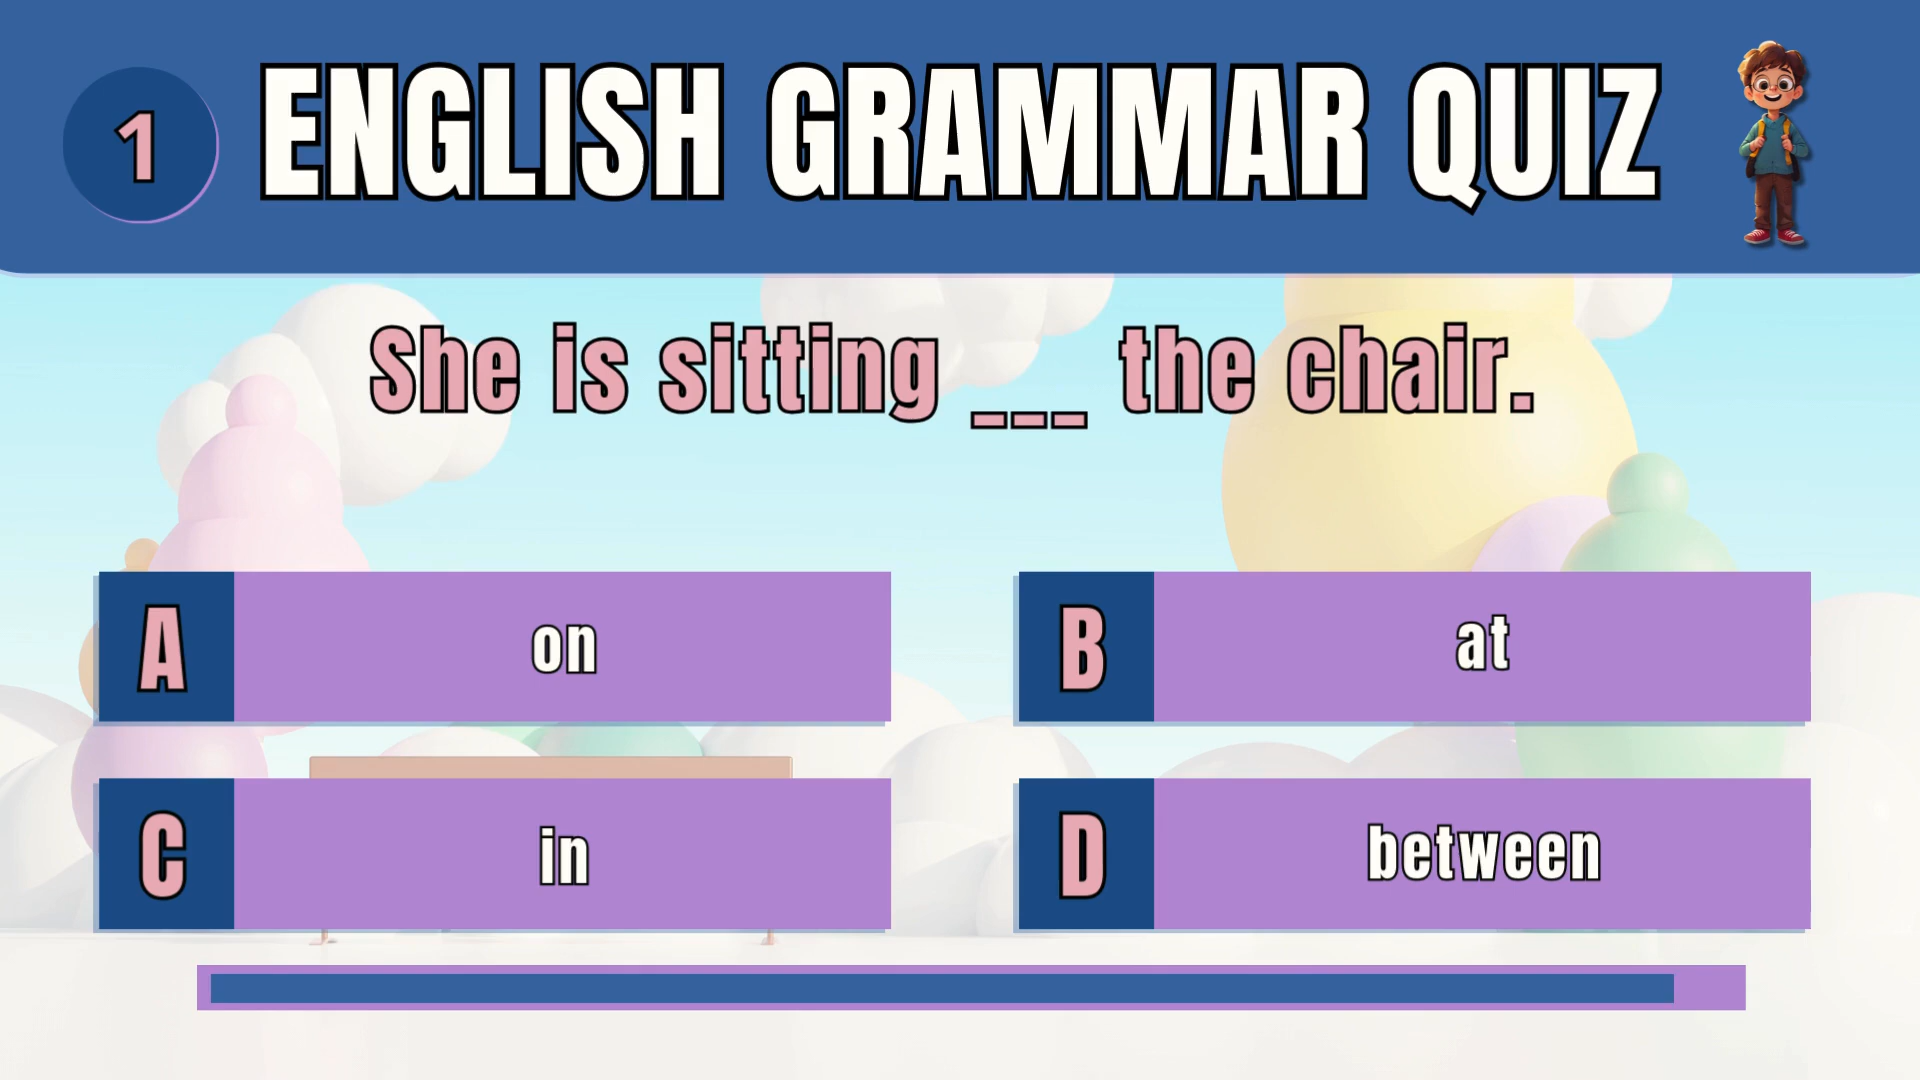 1
ENGLISH GRAMMAR QUIZ
She is sitting ___ the chair.
A
on
B
at
C
in
D
between